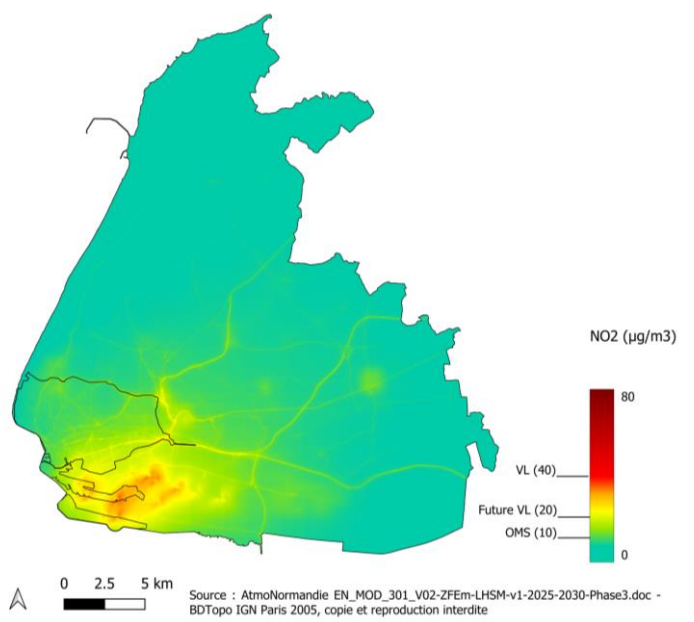 NO2 (µg/m3)
80
VL (40)
Future VL (20)
OMS (10)
0
0 2.5 5 km
Source : AtmoNormandie EN_MOD_301_V02-ZFEm-LHSM-v1-2025-2030-Phase3.doc -
BDTopo IGN Paris 2005, copie et reproduction interdite